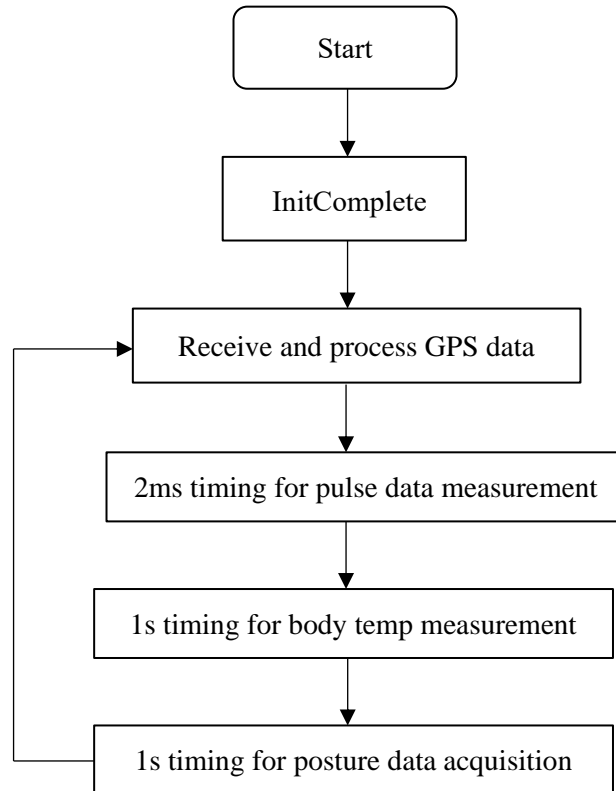 Start
InitComplete
Receive and process GPS data
2ms timing for pulse data measurement
1s timing for body temp measurement
1s timing for posture data acquisition